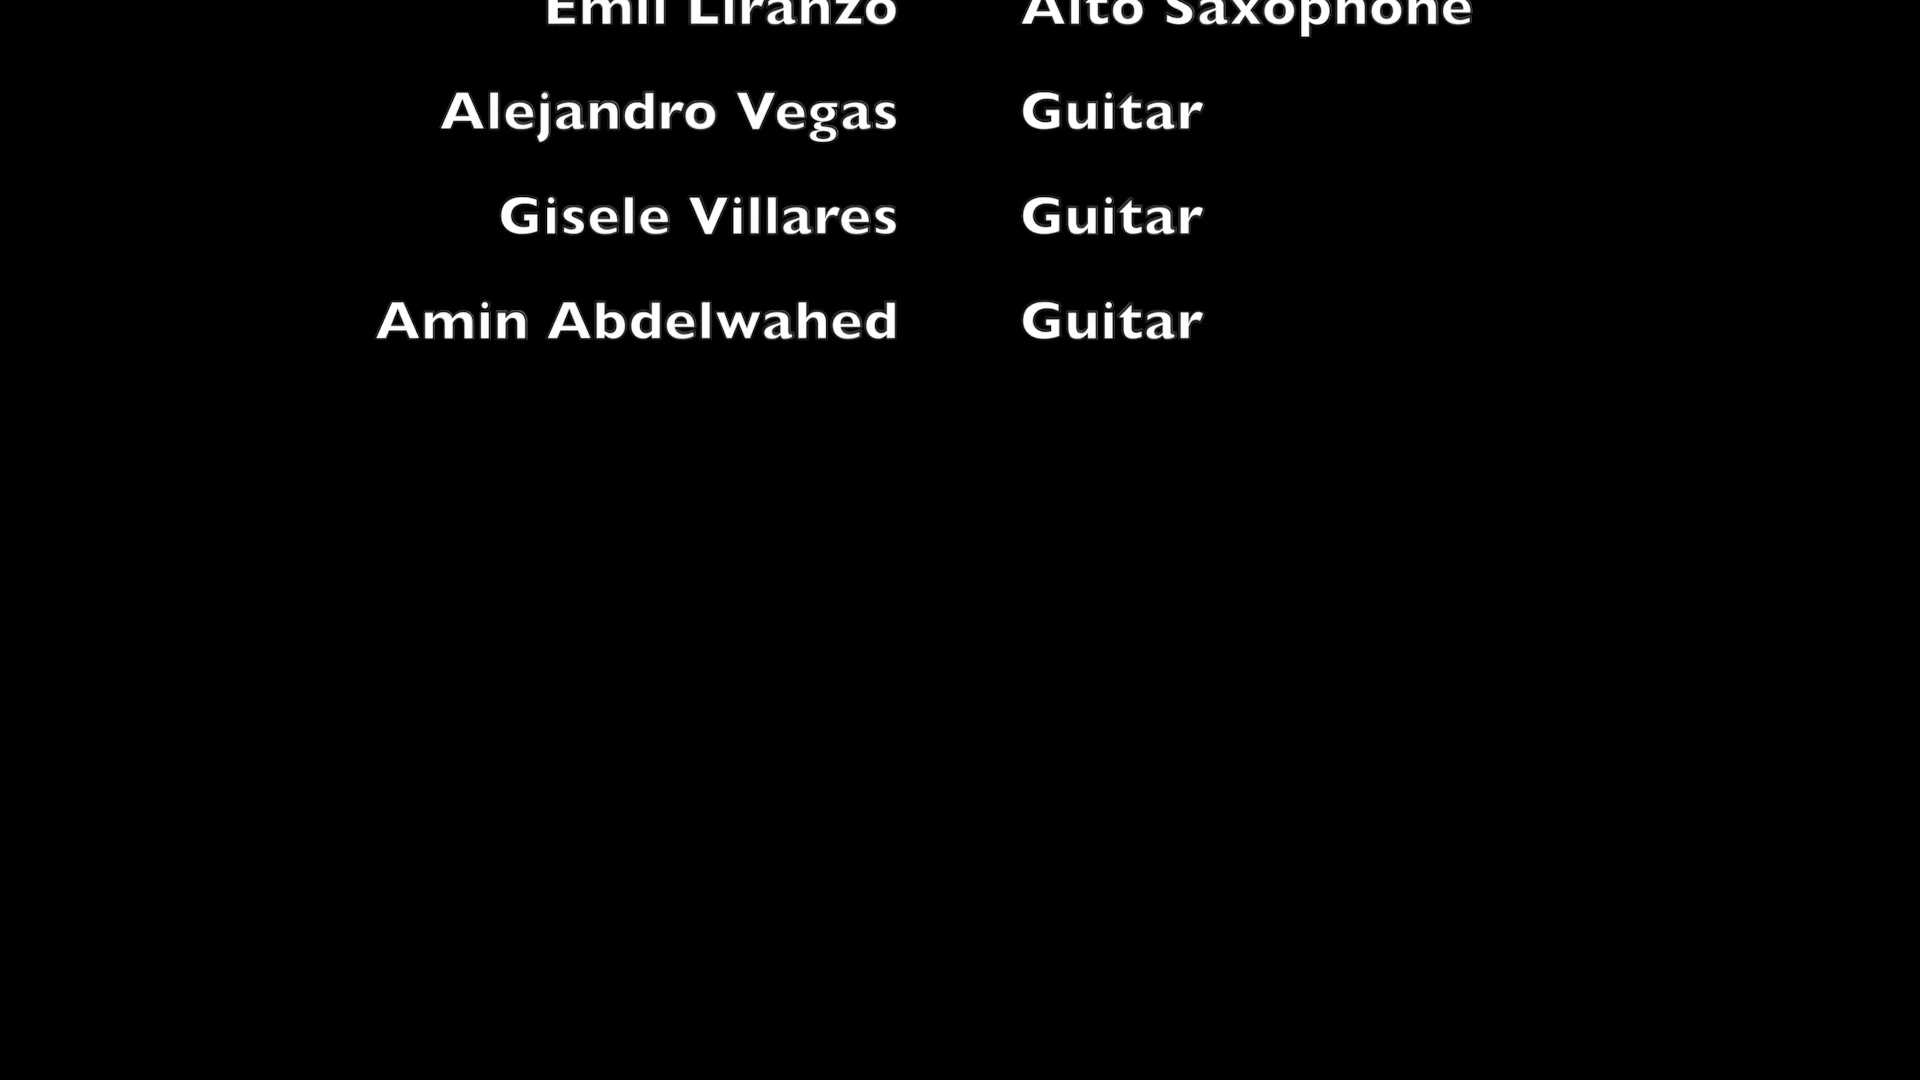 Emil Liranzo Alto Saxophone
Alejandro Vegas Guitar
Gisele Villares Guitar
Amin Abdelwahed Guitar